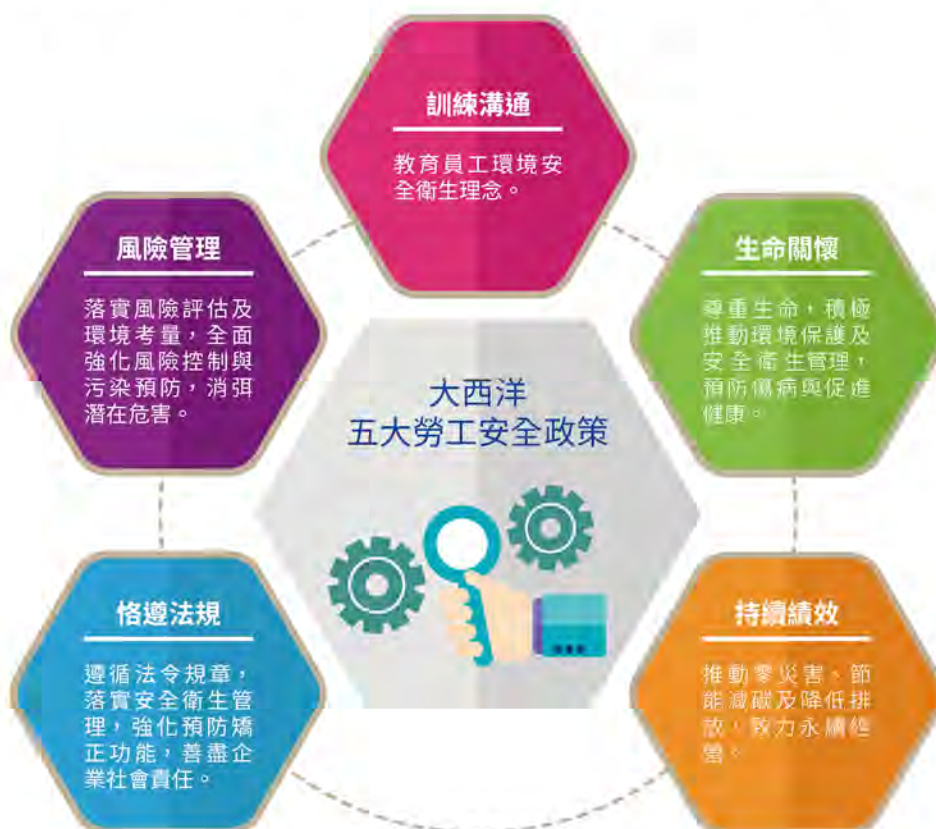 訓練溝通
教育員工環境安
全衛生理念。
風險管理
落實風險評估及
環境考量，全面
強化風險控制與
污染預防，消弭
潛在危害。
生命關懷
尊重生命，積極
推動環境保護及
安全衛生管理，
預防傷病與促進
健康。
大西洋
五大勞工安全政策
恪遵法規
遵循法令規章，
落實安全衛生管
理，強化預防矯
正功能，善盡企
業社會責任。
持續績效
推動零災害、節
能減碳及降低排
放，致力永續經
營。